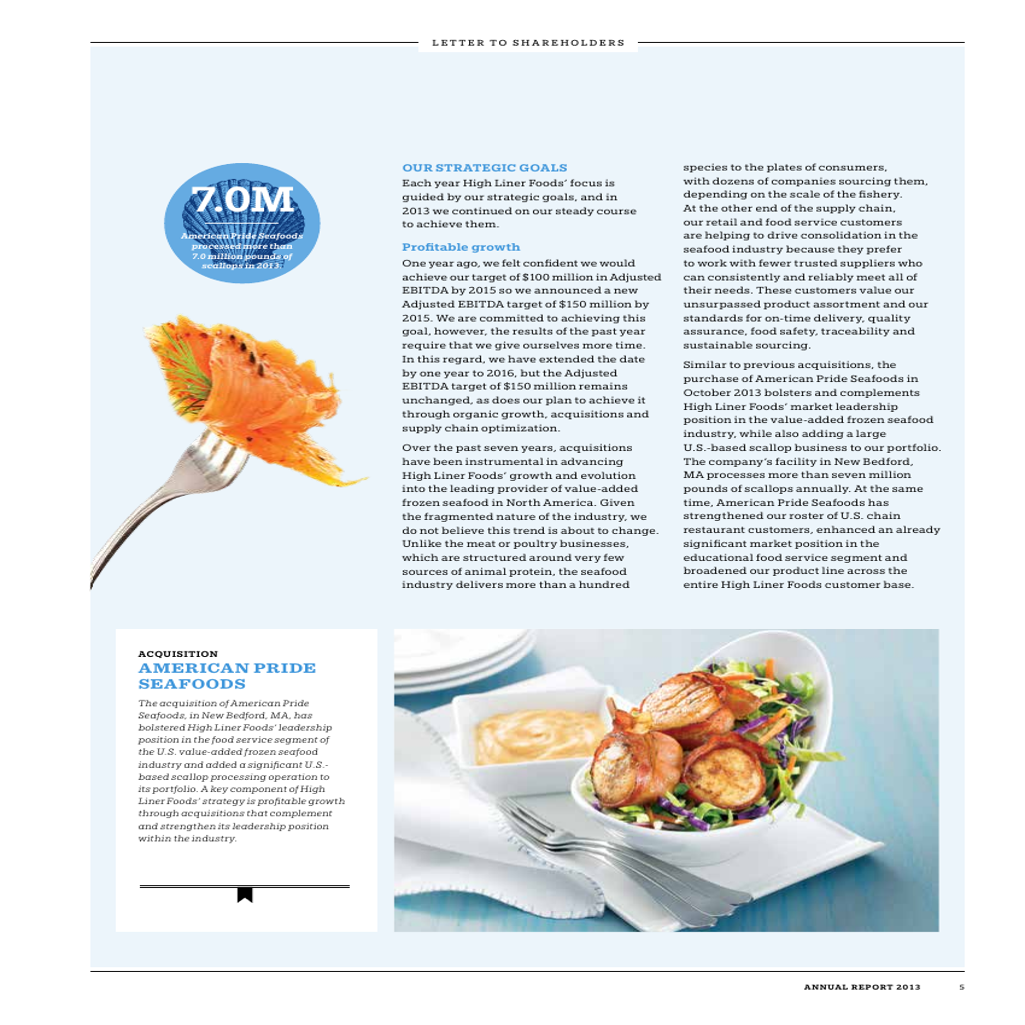 LETTER TO SHAREHOLDERS
7.0M
American Pride Seafoods
processed more than
7.0 million pounds of
scallops in 2013.
OUR STRATEGIC GOALS
Each year High Liner Foods' focus is
guided by our strategic goals, and in
2013 we continued on our steady course
to achieve them.
Profitable growth
One year ago, we felt confident we would
achieve our target of $100 million in Adjusted
EBITDA by 2015 so we announced a new
Adjusted EBITDA target of $150 million by
2015. We are committed to achieving this
goal, however, the results of the past year
require that we give ourselves more time.
In this regard, we have extended the date
by one year to 2016, but the Adjusted
EBITDA target of $150 million remains
unchanged, as does our plan to achieve it
through organic growth, acquisitions and
supply chain optimization.
Over the past seven years, acquisitions
have been instrumental in advancing
High Liner Foods' growth and evolution
into the leading provider of value-added
frozen seafood in North America. Given
the fragmented nature of the industry, we
do not believe this trend is about to change.
Unlike the meat or poultry businesses,
which are structured around very few
sources of animal protein, the seafood
industry delivers more than a hundred
species to the plates of consumers,
with dozens of companies sourcing them,
depending on the scale of the fishery.
At the other end of the supply chain,
our retail and food service customers
are helping to drive consolidation in the
seafood industry because they prefer
to work with fewer trusted suppliers who
can consistently and reliably meet all of
their needs. These customers value our
unsurpassed product assortment and our
standards for on-time delivery, quality
assurance, food safety, traceability and
sustainable sourcing.
Similar to previous acquisitions, the
purchase of American Pride Seafoods in
October 2013 bolsters and complements
High Liner Foods' market leadership
position in the value-added frozen seafood
industry, while also adding a large
U.S.-based scallop business to our portfolio.
The company's facility in New Bedford,
MA processes more than seven million
pounds of scallops annually. At the same
time, American Pride Seafoods has
strengthened our roster of U.S. chain
restaurant customers, enhanced an already
significant market position in the
educational food service segment and
broadened our product line across the
entire High Liner Foods customer base.
ACQUISITION
AMERICAN PRIDE
SEAFOODS
The acquisition of American Pride
Seafoods, in New Bedford, MA, has
bolstered High Liner Foods' leadership
position in the food service segment of
the U.S. value-added frozen seafood
industry and added a significant U.S.-
based scallop processing operation to
its portfolio. A key component of High
Liner Foods' strategy is profitable growth
through acquisitions that complement
and strengthen its leadership position
within the industry.
ANNUAL REPORT 2013
5